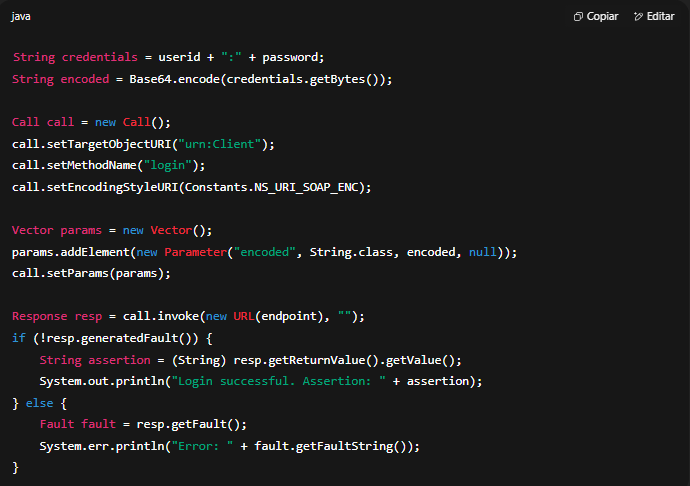 java
Copiar
Editar
String credentials = userid + ":" + password;
String encoded = Base64.encode(credentials.getBytes());
Call call = new Call();
call.setTargetObjectURI("urn:Client");
call.setMethodName("login");
call.setEncodingStyleURI(Constants.NS_URI_SOAP_ENC);
Vector params = new Vector();
params.addElement(new Parameter("encoded", String.class, encoded, null));
call.setParams(params);
Response resp = call.invoke(new URL(endpoint), "");
if (!resp.generatedFault()) {
    String assertion = (String) resp.getReturnValue().getValue();
    System.out.println("Login successful. Assertion: " + assertion);
} else {
    Fault fault = resp.getFault();
    System.err.println("Error: " + fault.getFaultString());
}